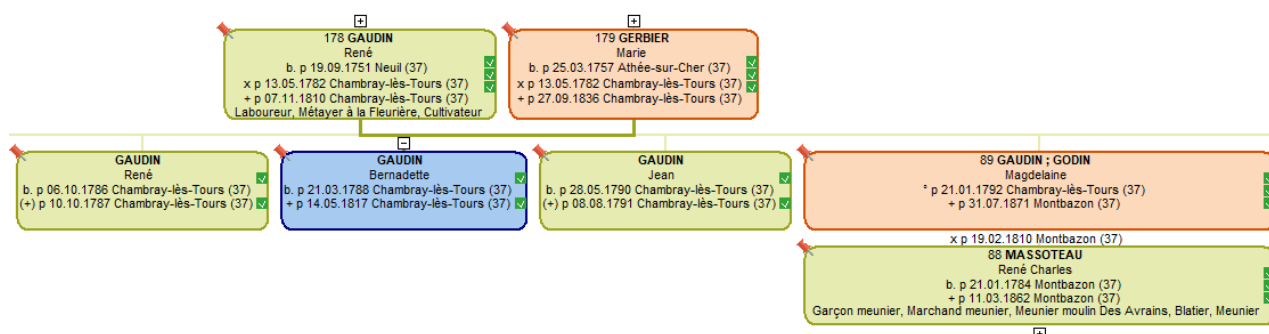 178 GAUDIN
René
b. p 19.09.1751 Neuil (37)
x p 13.05.1782 Chambray-lès-Tours (37)
+ p 07.11.1810 Chambray-lès-Tours (37)
Laboureur, Métayer à la Fleurière, Cultivateur
179 GERBIER
Marie
b. p 25.03.1757 Athée-sur-Cher (37)
x p 13.05.1782 Chambray-lès-Tours (37)
+ p 27.09.1836 Chambray-lès-Tours (37)
GAUDIN
René
b. p 06.10.1786 Chambray-lès-Tours (37)
(+) p 10.10.1787 Chambray-lès-Tours (37)
GAUDIN
Bernadette
b. p 21.03.1788 Chambray-lès-Tours (37)
+ p 14.05.1817 Chambray-lès-Tours (37)
GAUDIN
Jean
b. p 28.05.1790 Chambray-lès-Tours (37)
(+) p 08.08.1791 Chambray-lès-Tours (37)
89 GAUDIN ; GODIN
Magdelaine
° p 21.01.1792 Chambray-lès-Tours (37)
+ p 31.07.1871 Montbazon (37)
x p 19.02.1810 Montbazon (37)
88 MASSOTEAU
René Charles
b. p 21.01.1784 Montbazon (37)
+ p 11.03.1862 Montbazon (37)
Garçon meunier, Marchand meunier, Meunier moulin Des Avrains, Blatier, Meunier